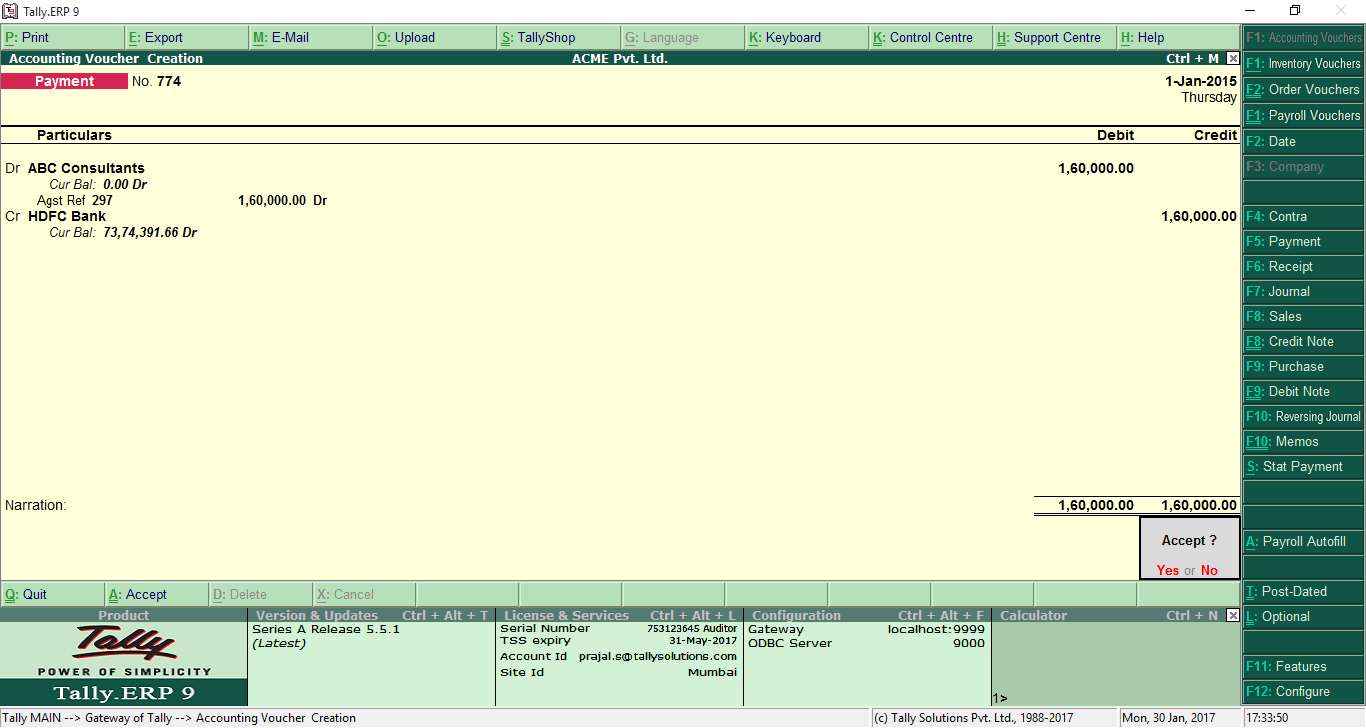 Tally.ERP 9
P: Print E: Export M: E-Mail O: Upload S: TallyShop G: Language K: Keyboard K: Control Centre H: Support Centre H: Help
Accounting Voucher Creation ACME Pvt. Ltd. Ctrl + M
Payment No. 774 1-Jan-2015
Thursday
Particulars Debit Credit
Dr ABC Consultants 1,60,000.00
Cur Bal: 0.00 Dr
Agst Ref 297 1,60,000.00 Dr
Cr HDFC Bank 1,60,000.00
Cur Bal: 73,74,391.66 Dr
Narration: 1,60,000.00 1,60,000.00
Accept ?
Yes or No
F1: Accounting Vouchers
F1: Inventory Vouchers
F2: Order Vouchers
F1: Payroll Vouchers
F2: Date
F3: Company
F4: Contra
F5: Payment
F6: Receipt
F7: Journal
F8: Sales
F8: Credit Note
F9: Purchase
F9: Debit Note
F10: Reversing Journal
F10: Memos
S: Stat Payment
A: Payroll Autofill
T: Post-Dated
L: Optional
F11: Features
F12: Configure
Q: Quit A: Accept D: Delete X: Cancel
Product Version & Updates Ctrl + Alt + T License & Services Ctrl + Alt + L Configuration Ctrl + Alt + F Calculator Ctrl + N
Tally
POWER OF SIMPLICITY
Tally.ERP 9
Series A Release 5.5.1
(Latest)
Serial Number 753123645 Auditor
TSS expiry 31-May-2017
Account Id prajal.s@tallysolutions.com
Site Id Mumbai
Gateway localhost:9999
ODBC Server 9000
1>
Tally MAIN --> Gateway of Tally --> Accounting Voucher Creation (c) Tally Solutions Pvt. Ltd., 1988-2017 Mon, 30 Jan, 2017 17:33:50